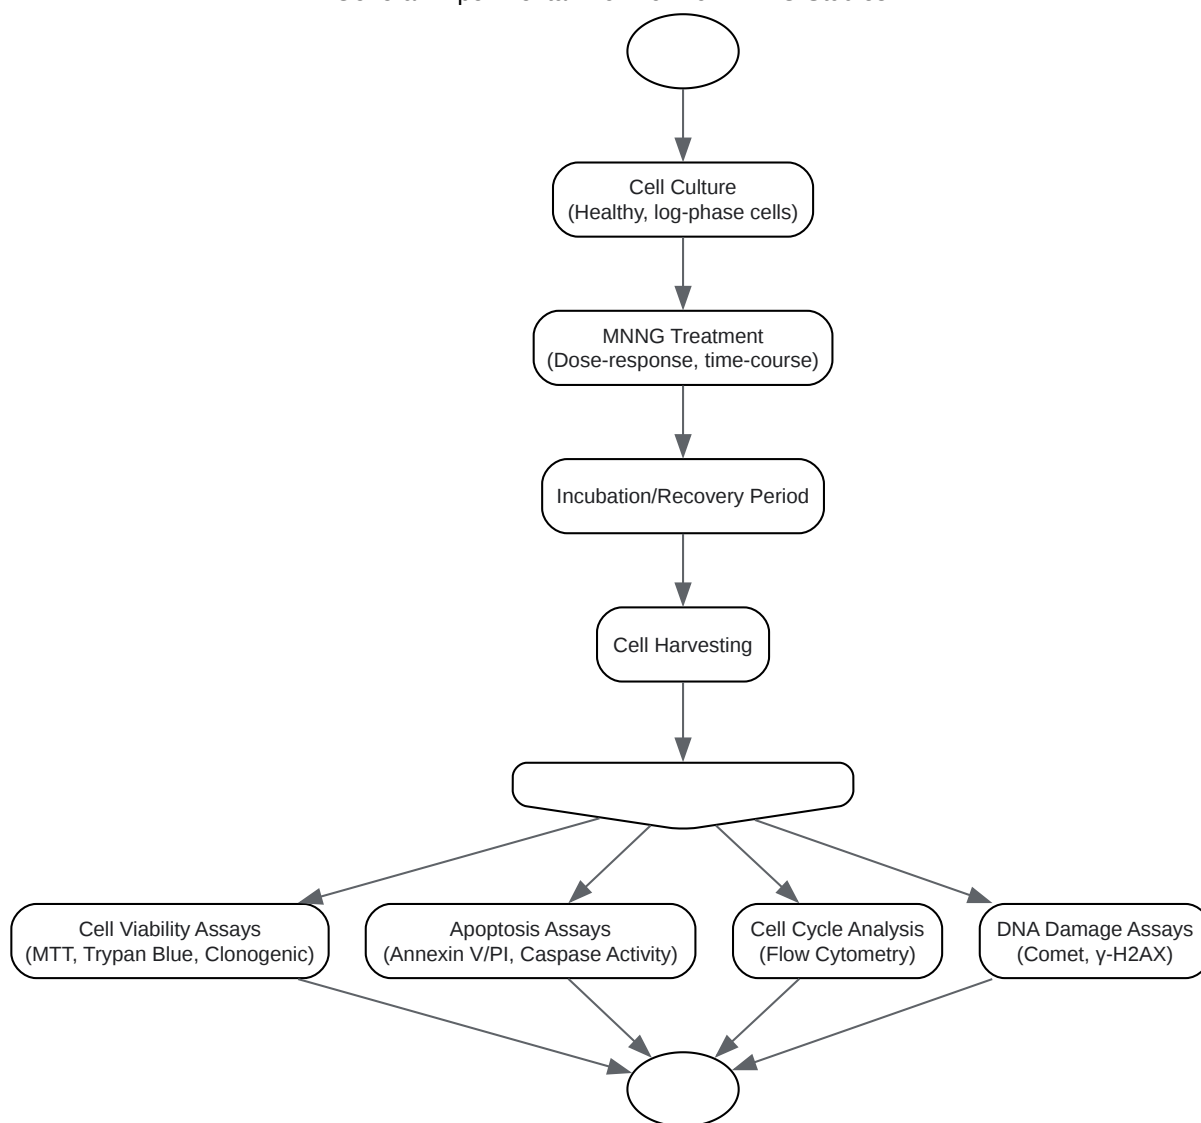 Cell Culture
(Healthy, log-phase cells)
MNNG Treatment
(Dose-response, time-course)
Incubation/Recovery Period
Cell Harvesting
Cell Viability Assays
(MTT, Trypan Blue, Clonogenic)
Apoptosis Assays
(Annexin V/PI, Caspase Activity)
Cell Cycle Analysis
(Flow Cytometry)
DNA Damage Assays
(Comet, γ-H2AX)